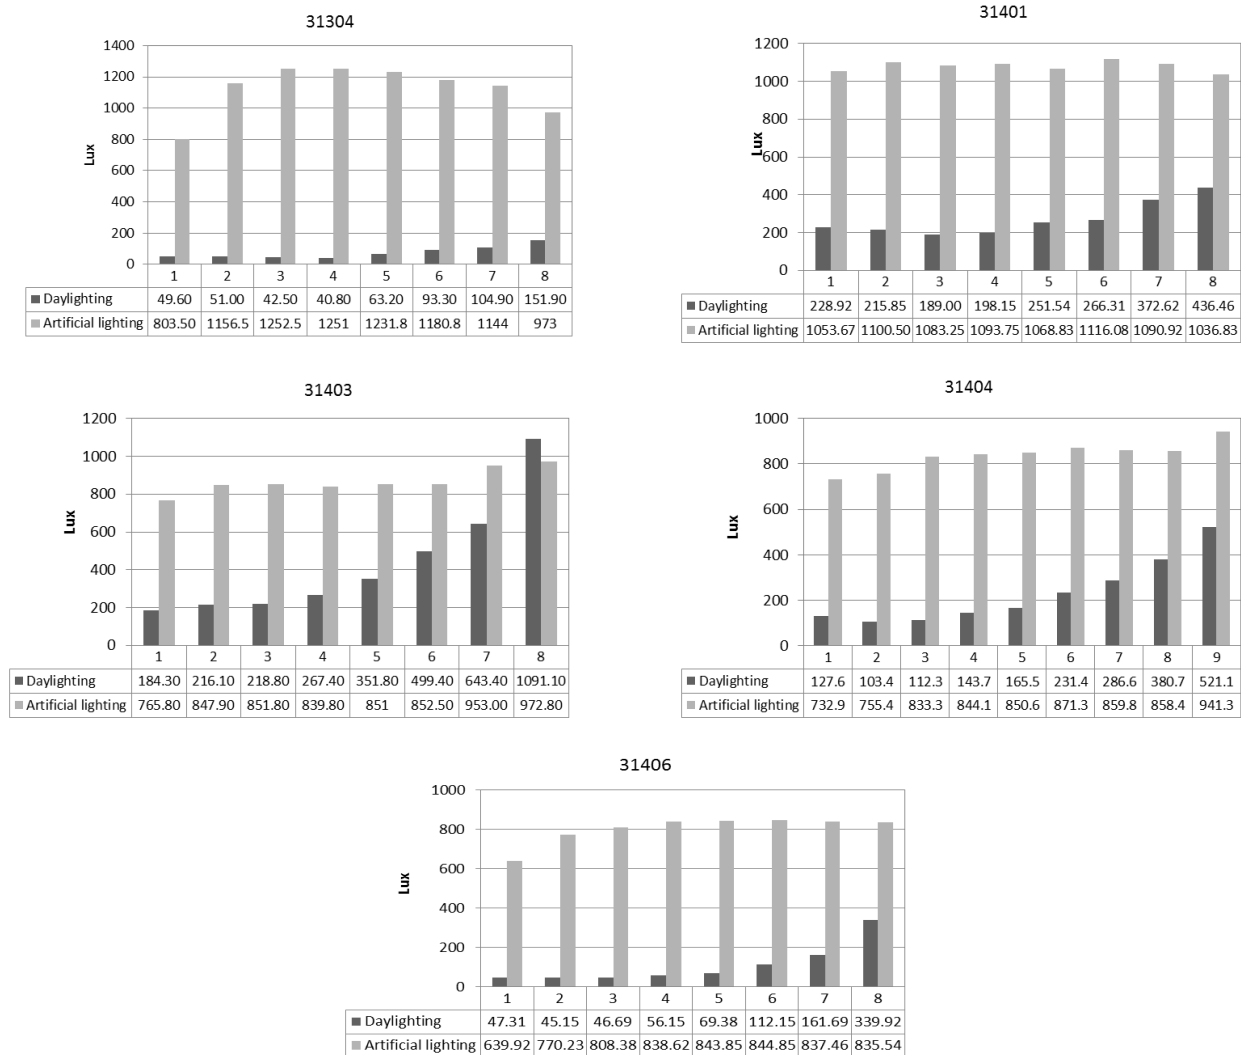 31304
1400
1200
1000
800
600
400
200
0
Lux
1 2 3 4 5 6 7 8
Daylighting 49.60 51.00 42.50 40.80 63.20 93.30 104.90 151.90
Artificial lighting 803.50 1156.5 1252.5 1251 1231.8 1180.8 1144 973
31401
1200
1000
800
600
400
200
0
Lux
1 2 3 4 5 6 7 8
Daylighting 228.92 215.85 189.00 198.15 251.54 266.31 372.62 436.46
Artificial lighting 1053.67 1100.50 1083.25 1093.75 1068.83 1116.08 1090.92 1036.83
31403
1200
1000
800
600
400
200
0
Lux
1 2 3 4 5 6 7 8
Daylighting 184.30 216.10 218.80 267.40 351.80 499.40 643.40 1091.10
Artificial lighting 765.80 847.90 851.80 839.80 851 852.50 953.00 972.80
31404
1000
800
600
400
200
0
Lux
1 2 3 4 5 6 7 8 9
Daylighting 127.6 103.4 112.3 143.7 165.5 231.4 286.6 380.7 521.1
Artificial lighting 732.9 755.4 833.3 844.1 850.6 871.3 859.8 858.4 941.3
31406
1000
800
600
400
200
0
Lux
1 2 3 4 5 6 7 8
Daylighting 47.31 45.15 46.69 56.15 69.38 112.15 161.69 339.92
Artificial lighting 639.92 770.23 808.38 838.62 843.85 844.85 837.46 835.54